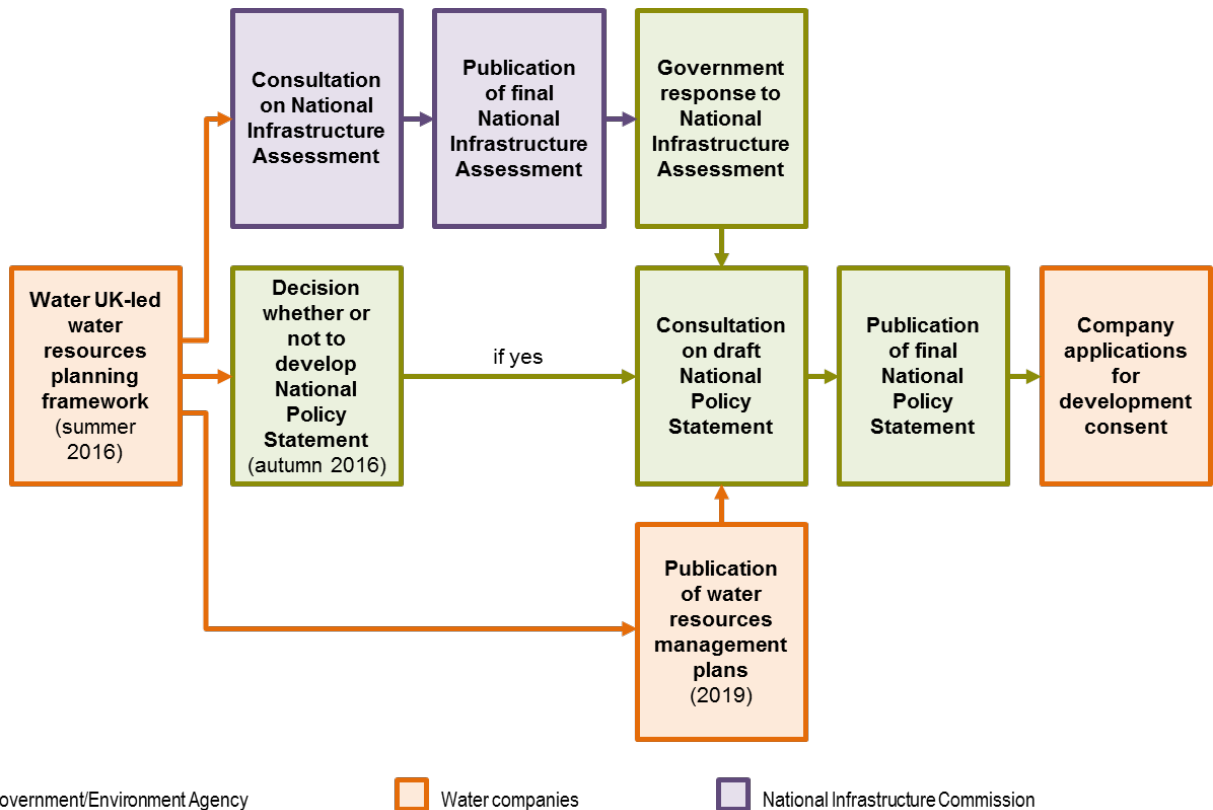 Consultation
on National
Infrastructure
Assessment
Publication
of final
National
Infrastructure
Assessment
Government
response to
National
Infrastructure
Assessment
Water UK-led
water
resources
planning
framework
(summer
2016)
Decision
whether or
not to
develop
National
Policy
Statement
(autumn 2016)
if yes
Consultation
on draft
National
Policy
Statement
Publication
of final
National
Policy
Statement
Company
applications
for
development
consent
Publication
of water
resources
management
plans
(2019)
overnment/Environment Agency
Water companies
National Infrastructure Commission